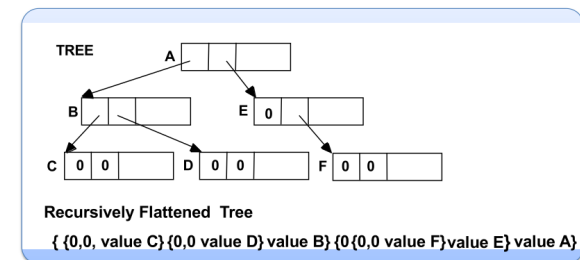 TREE
A
B
E 0
C 0 0
D 0 0
F 0 0
Recursively Flattened Tree
{ {0,0, value C} {0,0 value D} value B} {0{0,0 value F}value E} value A}